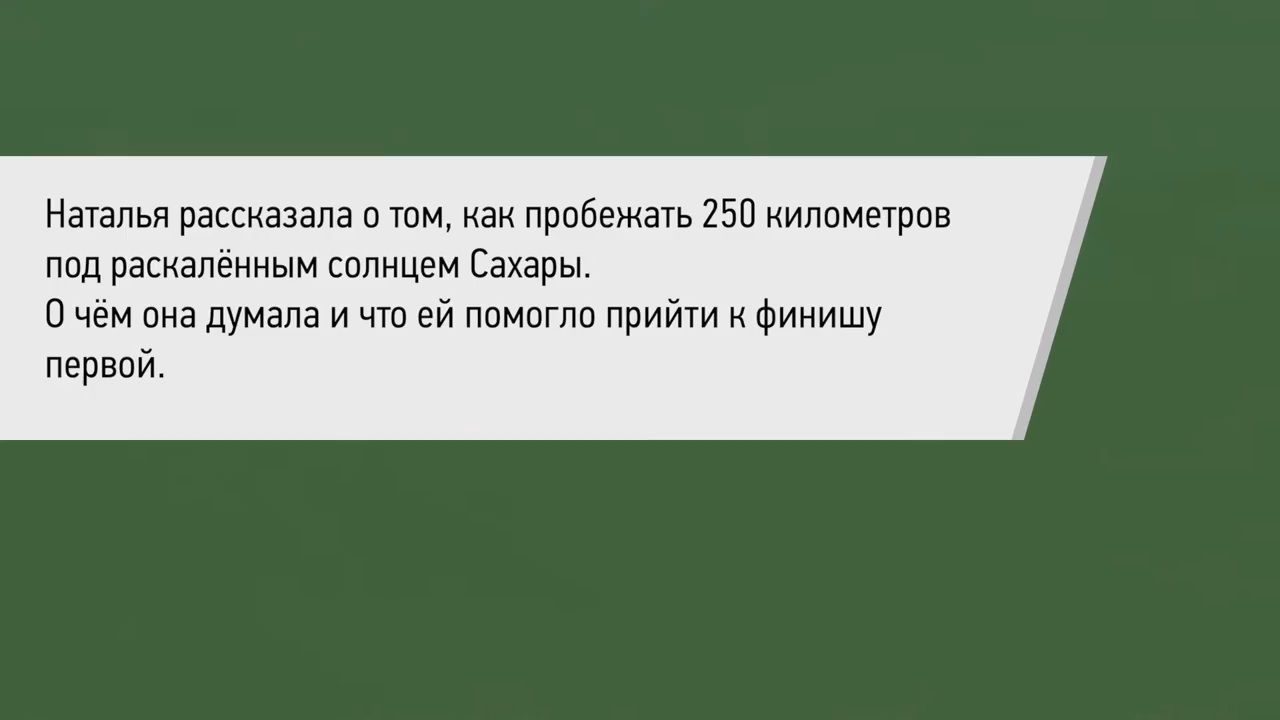 Наталья рассказала о том, как пробежать 250 километров
под раскалённым солнцем Сахары.
О чём она думала и что ей помогло прийти к финишу
первой.